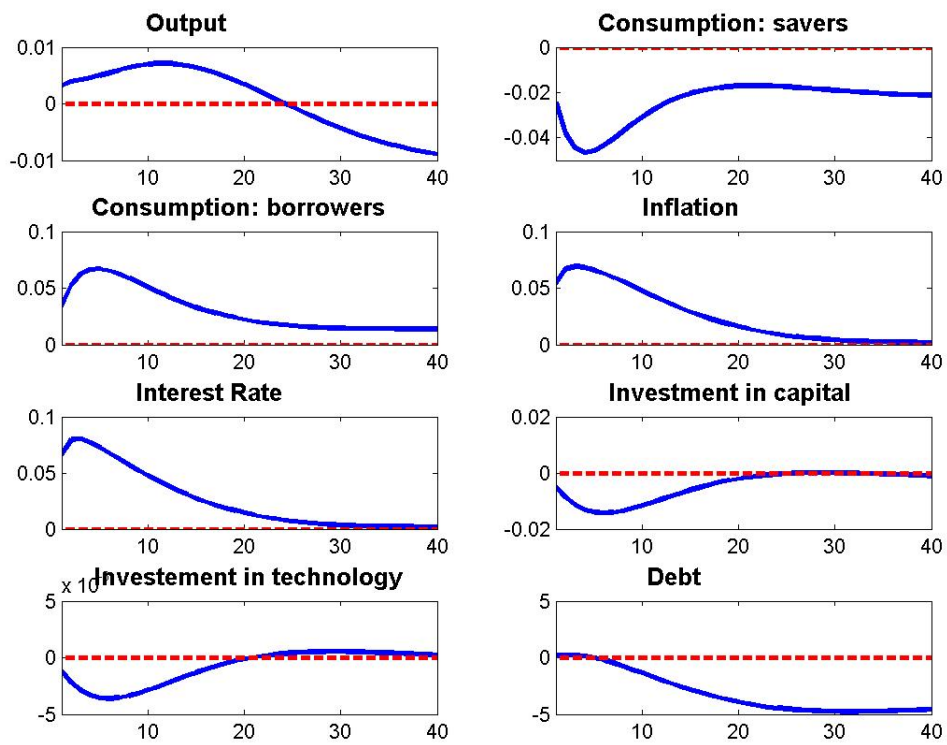 Output
0.01
0
-0.01
10 20 30 40
Consumption: savers
0
-0.02
-0.04
10 20 30 40
Consumption: borrowers
0.1
0.05
0
10 20 30 40
Inflation
0.1
0.05
0
10 20 30 40
Interest Rate
0.1
0.05
0
10 20 30 40
Investment in capital
0.02
0
-0.02
10 20 30 40
Investement in technology
x 10
5
0
-5
10 20 30 40
Debt
5
0
-5
10 20 30 40